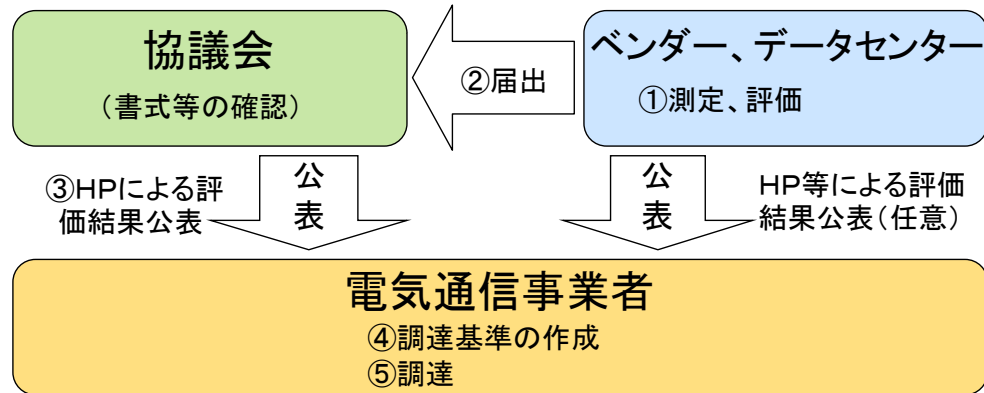 協議会
（書式等の確認）
②届出
ベンダー、データセンター
①測定、評価
③HPによる評
価結果公表
公
表
公
表
HP等による評価
結果公表（任意）
電気通信事業者
④調達基準の作成
⑤調達